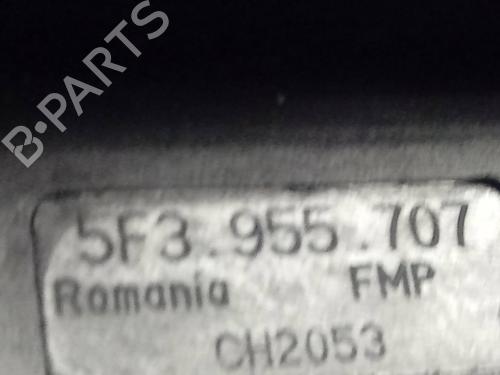 B-PARTS
5F3.955.707
Romania FMP
CH2053